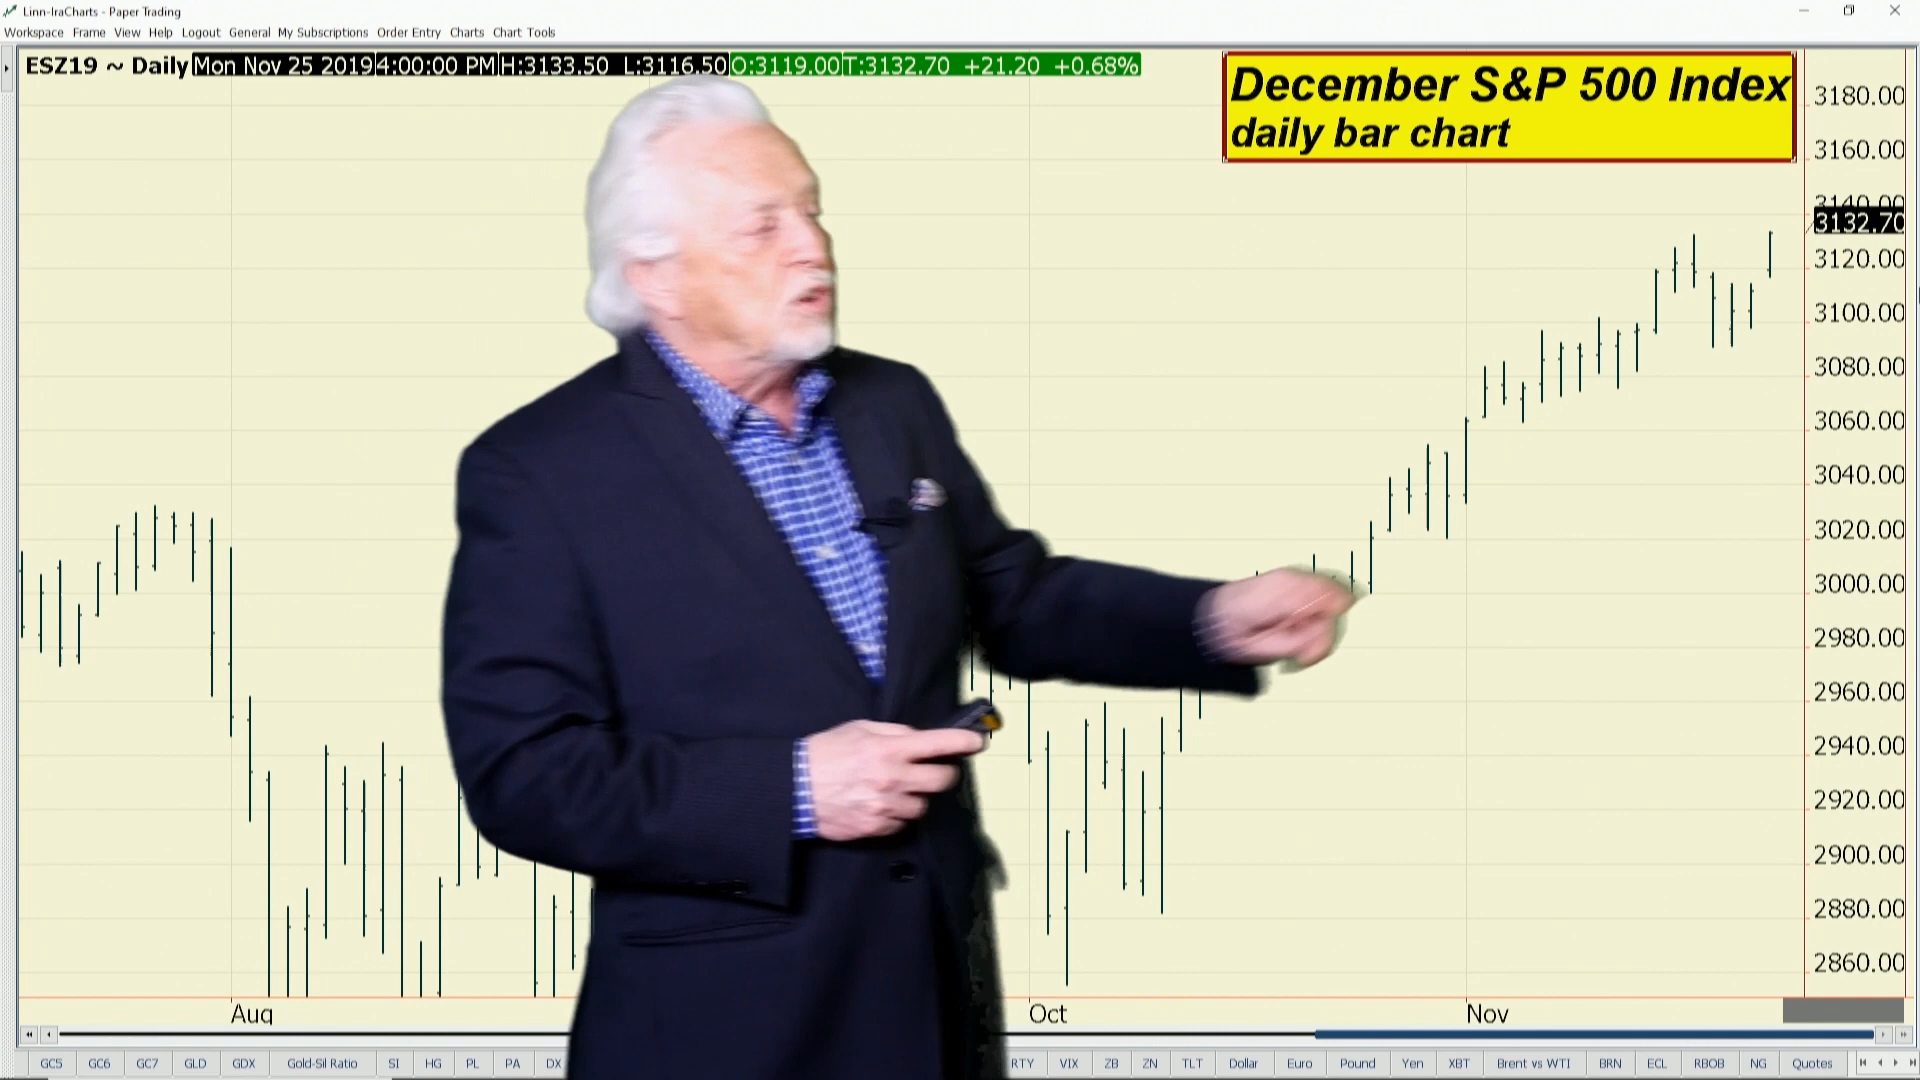 Linn-IraCharts - Paper Trading
Workspace Frame View Help Logout General My Subscriptions Order Entry Charts Chart Tools
ESZ19 ~ Daily Mon Nov 25 2019 4:00:00 PM H:3133.50 L:3116.50 O:3119.00 T:3132.70 +21.20 +0.68%
December S&P 500 Index
daily bar chart
3180.00
3160.00
3140.00
3132.70
3120.00
3100.00
3080.00
3060.00
3040.00
3020.00
3000.00
2980.00
2960.00
2940.00
2920.00
2900.00
2880.00
2860.00
Aug Oct Nov
GC5 GC6 GC7 GLD GDX Gold-Sil Ratio SI HG PL PA DX RTY VIX ZB ZN TLT Dollar Euro Pound Yen XBT Brent vs WTI BRN ECL RBOB NG Quotes